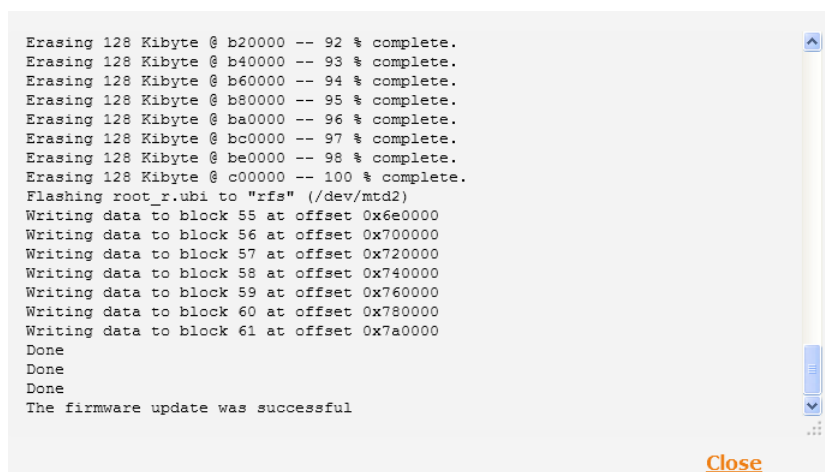 Erasing 128 Kibyte @ b20000 -- 92 % complete.
Erasing 128 Kibyte @ b40000 -- 93 % complete.
Erasing 128 Kibyte @ b60000 -- 94 % complete.
Erasing 128 Kibyte @ b80000 -- 95 % complete.
Erasing 128 Kibyte @ ba0000 -- 96 % complete.
Erasing 128 Kibyte @ bc0000 -- 97 % complete.
Erasing 128 Kibyte @ be0000 -- 98 % complete.
Erasing 128 Kibyte @ c00000 -- 100 % complete.
Flashing root_r.ubi to "rfs" (/dev/mtd2)
Writing data to block 55 at offset 0x6e0000
Writing data to block 56 at offset 0x700000
Writing data to block 57 at offset 0x720000
Writing data to block 58 at offset 0x740000
Writing data to block 59 at offset 0x760000
Writing data to block 60 at offset 0x780000
Writing data to block 61 at offset 0x7a0000
Done
Done
Done
The firmware update was successful
Close